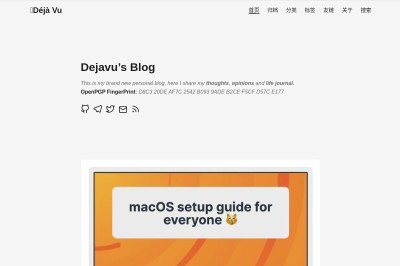 Déjà Vu
首页 归档 分类 标签 友链 关于 搜索
Dejavu's Blog
This is my brand new personal blog, here I share my thoughts, opinions and life journal.
OpenPGP FingerPrint: D8C3 20DE AF7C 2542 B093 9ADE B2CE F5CF D57C E177
macOS setup guide for
everyone 😼